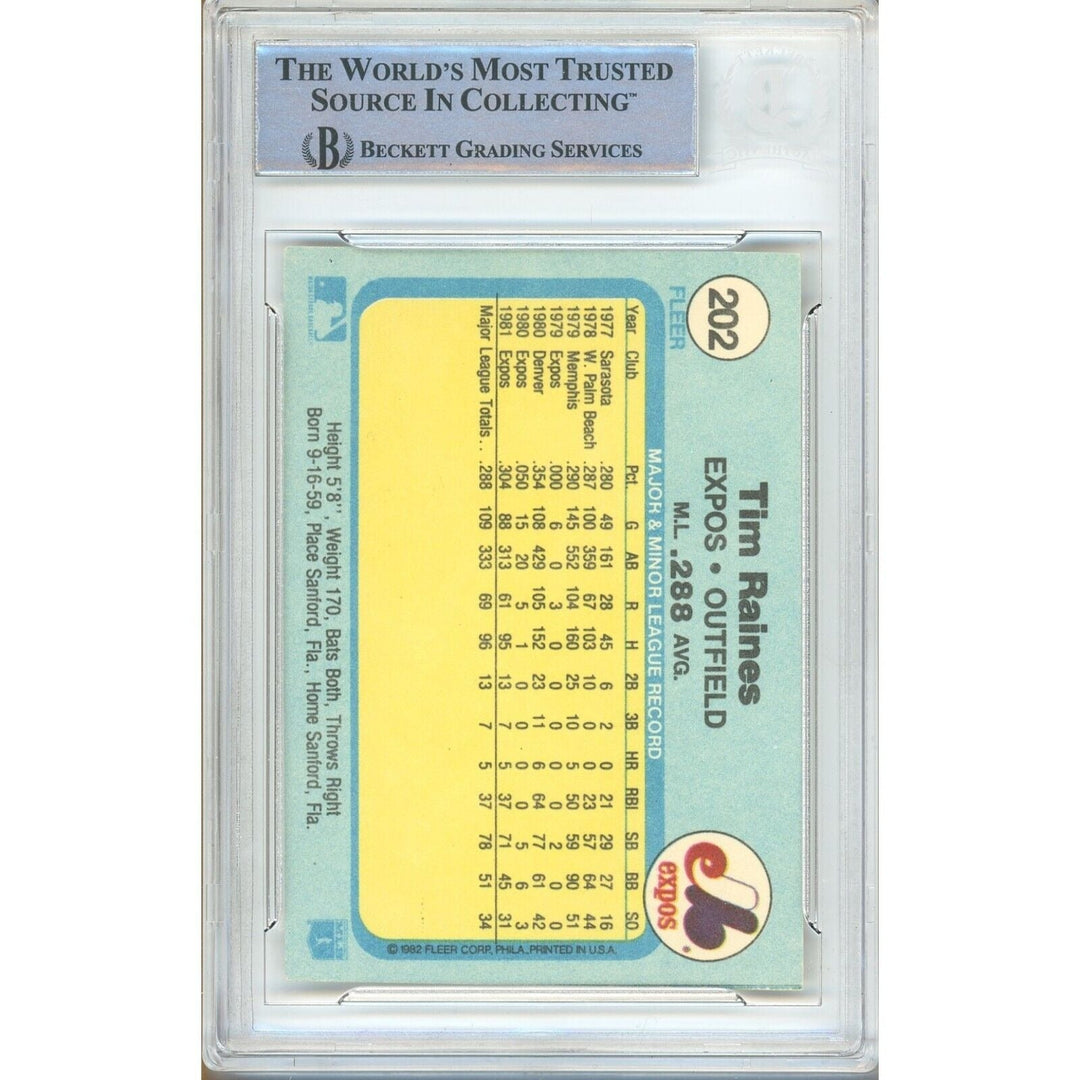 THE WORLD'S MOST TRUSTED
SOURCE IN COLLECTING™
B BECKETT GRADING SERVICES
202
FLEER
Tim Raines
EXPOS • OUTFIELD
M.L. .288 AVG.
expos
MAJOR & MINOR LEAGUE RECORD
Year Club Pct. G AB R H 2B 3B HR RBI SB BB SO
1977 Sarasota .280 49 161 28 45 6 2 0 21 29 27 16
1978 W. Palm Beach .287 100 359 67 103 10 0 0 23 57 64 44
1979 Memphis .290 145 552 104 160 25 10 5 50 59 90 51
1979 Expos .000 6 0 3 0 0 0 0 0 2 0 0
1980 Denver .354 108 429 105 152 23 11 6 64 77 61 42
1980 Expos .050 15 20 5 1 0 0 0 0 5 6 3
1981 Expos .304 88 313 61 95 13 7 5 37 71 45 31
Major League Totals .. .288 109 333 69 96 13 7 5 37 78 51 34
© 1982 FLEER CORP., PHILA., PRINTED IN U.S.A.
Height 5'8'', Weight 170, Bats Both, Throws Right
Born 9-16-59, Place Sanford, Fla., Home Sanford, Fla.